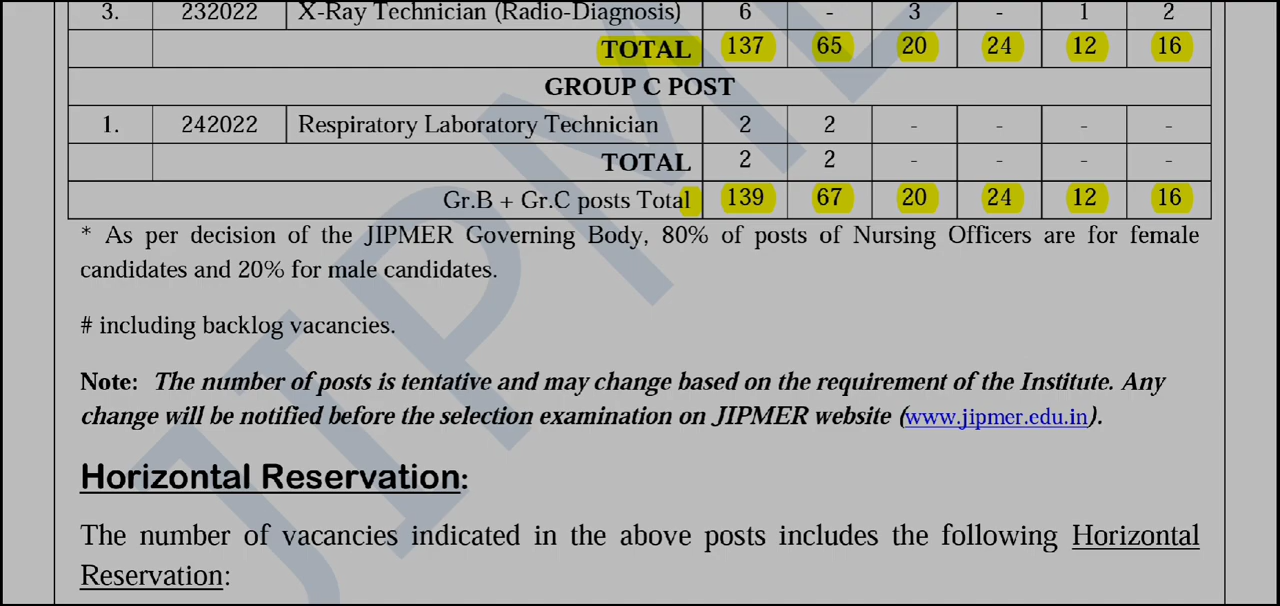 3. 232022 X-Ray Technician (Radio-Diagnosis) 6 - 3 - 1 2
TOTAL 137 65 20 24 12 16
GROUP C POST
1. 242022 Respiratory Laboratory Technician 2 2 - - - -
TOTAL 2 2 - - - -
Gr.B + Gr.C posts Total 139 67 20 24 12 16
* As per decision of the JIPMER Governing Body, 80% of posts of Nursing Officers are for female
candidates and 20% for male candidates.
# including backlog vacancies.
Note: The number of posts is tentative and may change based on the requirement of the Institute. Any
change will be notified before the selection examination on JIPMER website (www.jipmer.edu.in).
Horizontal Reservation:
The number of vacancies indicated in the above posts includes the following Horizontal
Reservation:
JIPME